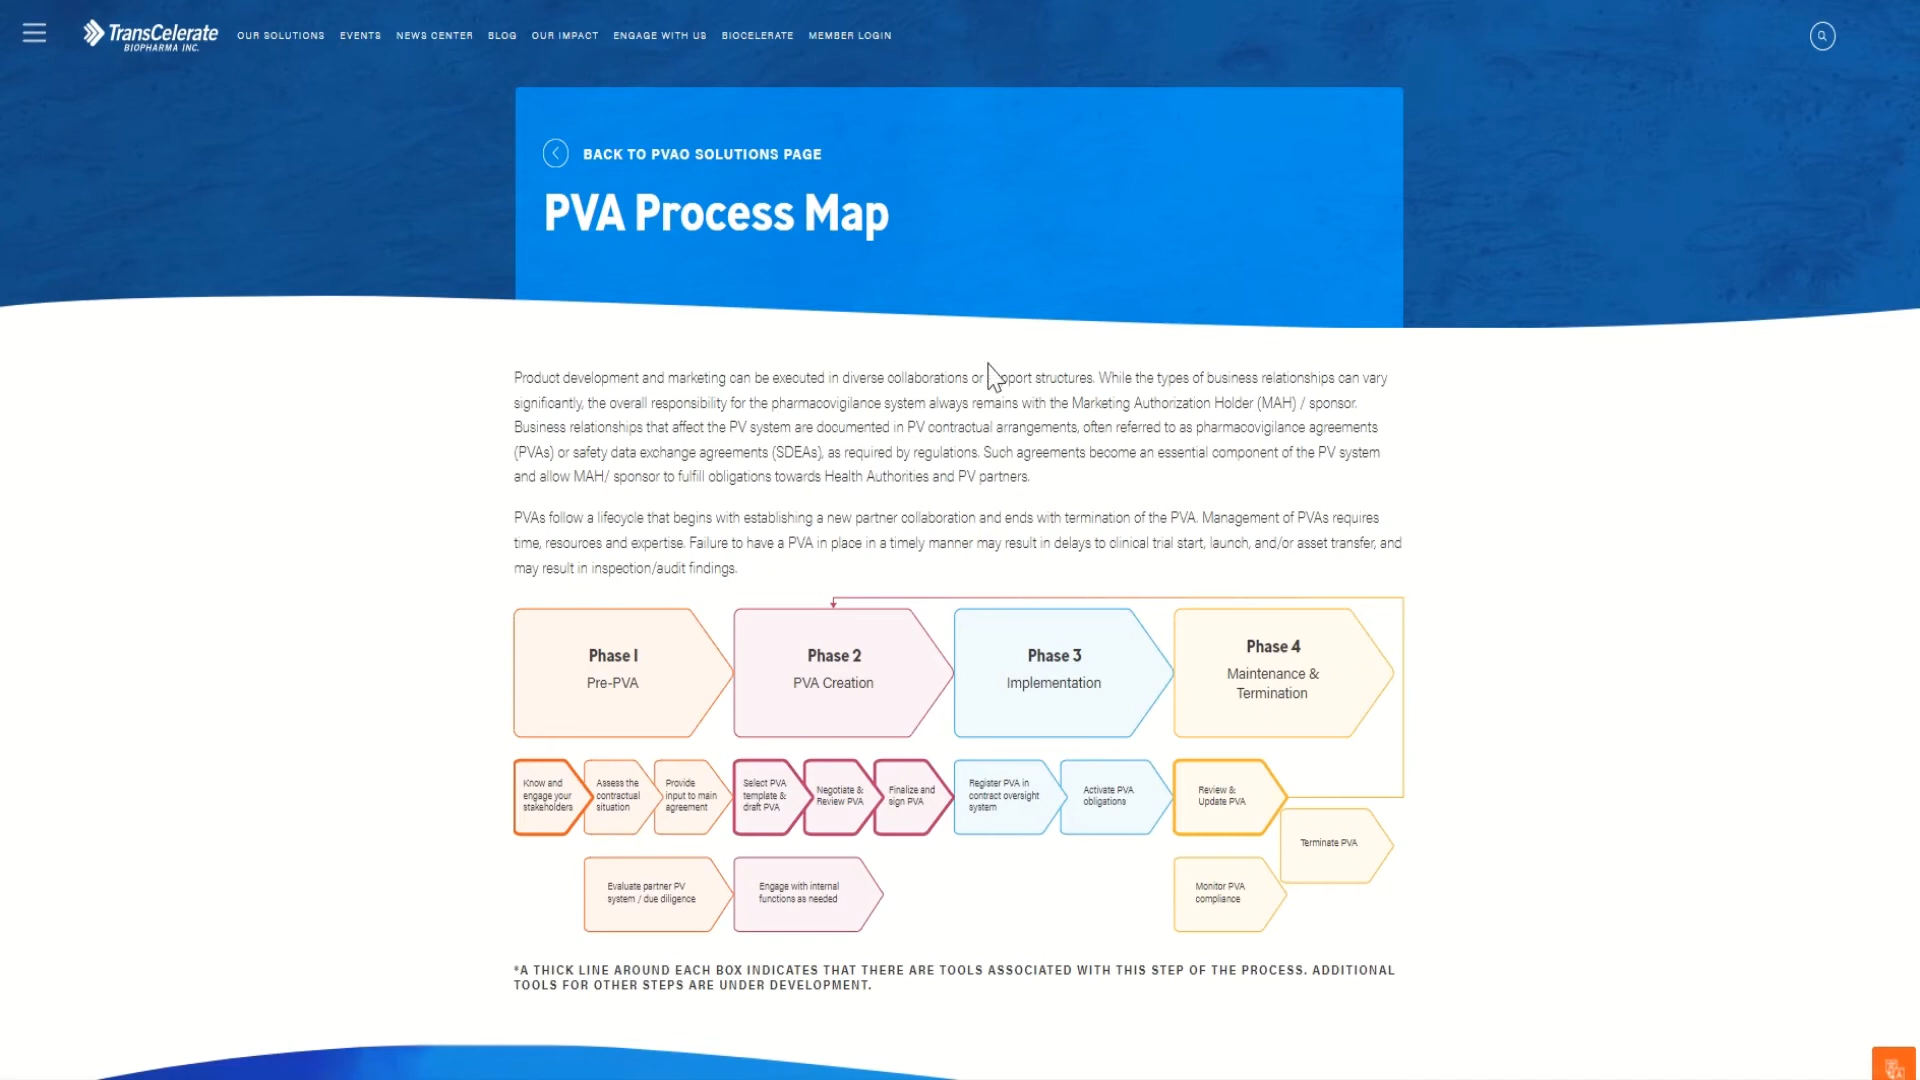 TransCelerate
BIOPHARMA INC.
OUR SOLUTIONS EVENTS NEWS CENTER BLOG OUR IMPACT ENGAGE WITH US BIOCELERATE MEMBER LOGIN
BACK TO PVAO SOLUTIONS PAGE
PVA Process Map
Product development and marketing can be executed in diverse collaborations or port structures. While the types of business relationships can vary
significantly, the overall responsibility for the pharmacovigilance system always remains with the Marketing Authorization Holder (MAH) / sponsor.
Business relationships that affect the PV system are documented in PV contractual arrangements, often referred to as pharmacovigilance agreements
(PVAs) or safety data exchange agreements (SDEAs), as required by regulations. Such agreements become an essential component of the PV system
and allow MAH/ sponsor to fulfill obligations towards Health Authorities and PV partners.
PVAs follow a lifecycle that begins with establishing a new partner collaboration and ends with termination of the PVA. Management of PVAs requires
time, resources and expertise. Failure to have a PVA in place in a timely manner may result in delays to clinical trial start, launch, and/or asset transfer, and
may result in inspection/audit findings.
Phase 1
Pre-PVA
Phase 2
PVA Creation
Phase 3
Implementation
Phase 4
Maintenance &
Termination
Know and
engage your
stakeholders
Assess the
contractual
situation
Provide
input to main
agreement
Select PVA
template &
draft PVA
Negotiate &
Review PVA
Finalize and
sign PVA
Register PVA in
contract oversight
system
Activate PVA
obligations
Review &
Update PVA
Terminate PVA
Evaluate partner PV
system / due diligence
Engage with internal
functions as needed
Monitor PVA
compliance
*A THICK LINE AROUND EACH BOX INDICATES THAT THERE ARE TOOLS ASSOCIATED WITH THIS STEP OF THE PROCESS. ADDITIONAL
TOOLS FOR OTHER STEPS ARE UNDER DEVELOPMENT.